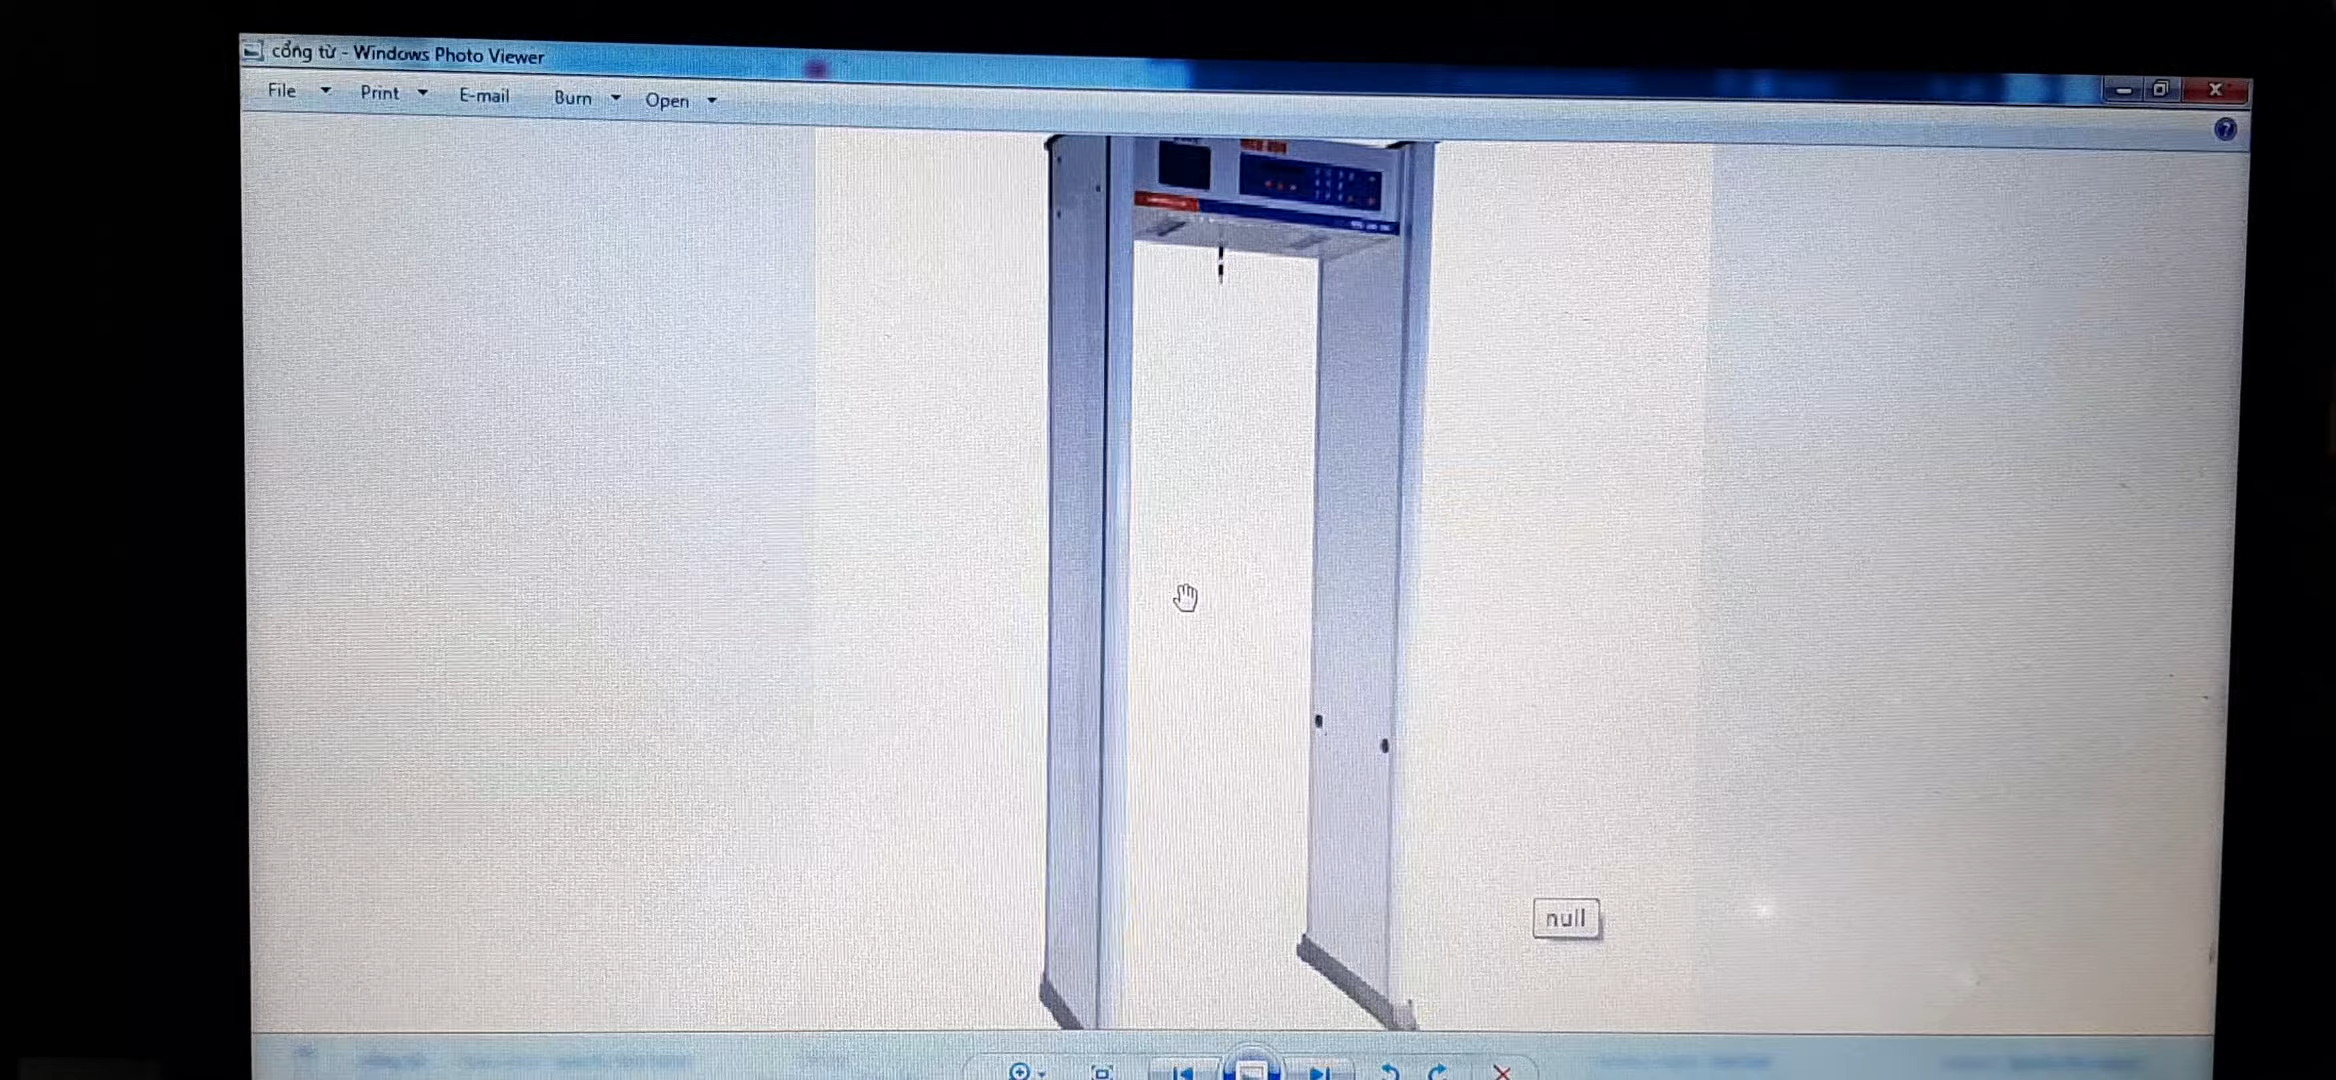 cổng từ - Windows Photo Viewer
File Print E-mail Burn Open
null